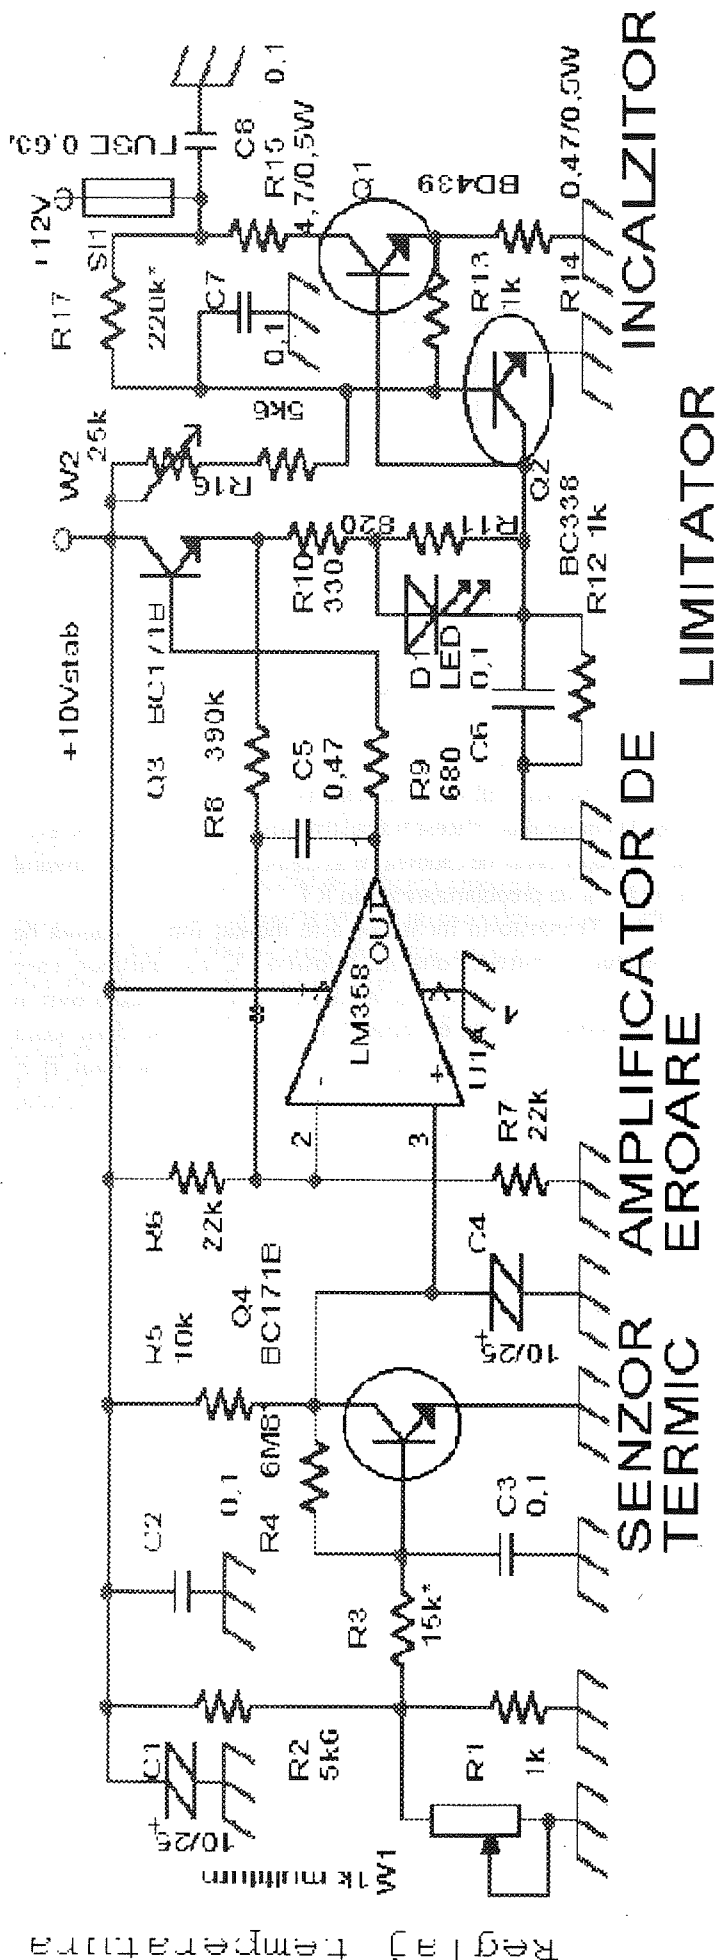 Reglaj temperatura
W1
1k multitura
10/25
C1
R2
5k6
R1
1k
C2
0,1
R3
15k*
R4
6M8
C3
0,1
R5
10k
Q4
BC171B
C4
10/25
R6
22k
R7
22k
2
3
LM358
-
+
OUT
U1A
R6
390k
C5
0,47
R9
680
Q3
BC171B
+10Vstab
R10
330
820
R11
D1
LED
0,1
C6
R12 1k
W2
25k
R16
5k6
R17
220k*
C7
0,1
Q2
BC338
+12V
SI1
FUSE
C8
0,1
R15
4,7/0,5W
Q1
BD439
R13
1k
R14
0,47/0,5W
SENZOR
TERMIC
AMPLIFICATOR DE
EROARE
LIMITATOR
INCALZITOR